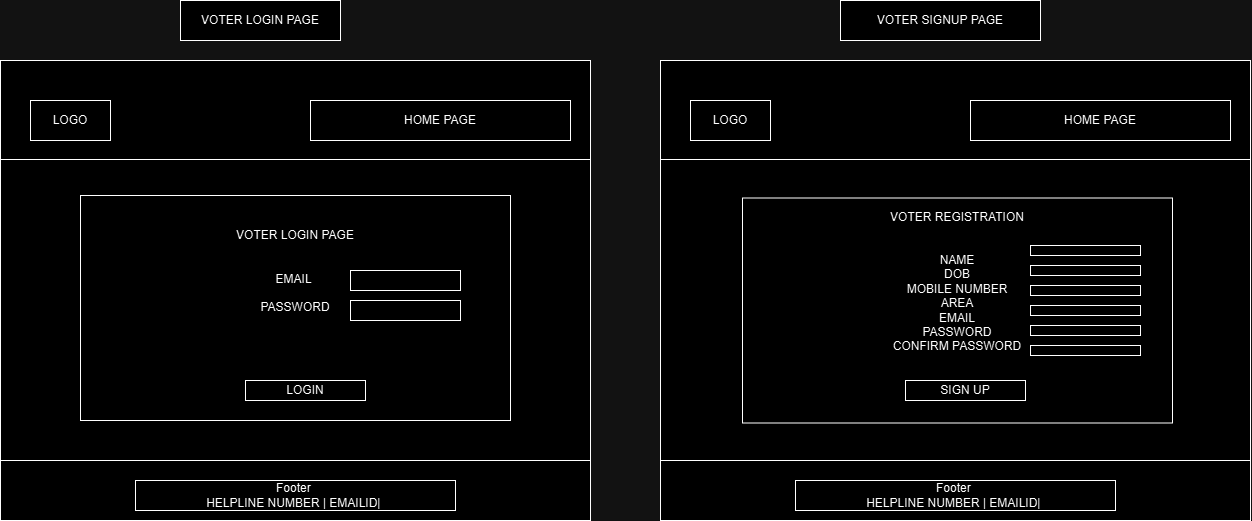 VOTER LOGIN PAGE
LOGO
HOME PAGE
VOTER LOGIN PAGE
EMAIL
PASSWORD
LOGIN
Footer
HELPLINE NUMBER | EMAILID|
VOTER SIGNUP PAGE
LOGO
HOME PAGE
VOTER REGISTRATION
NAME
DOB
MOBILE NUMBER
AREA
EMAIL
PASSWORD
CONFIRM PASSWORD
SIGN UP
Footer
HELPLINE NUMBER | EMAILID|